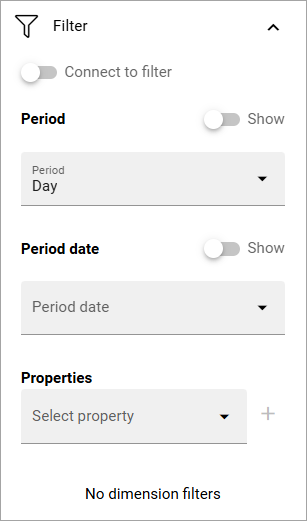 Filter
Connect to filter
Period Show
Period
Day
Period date Show
Period date
Properties
Select property
No dimension filters